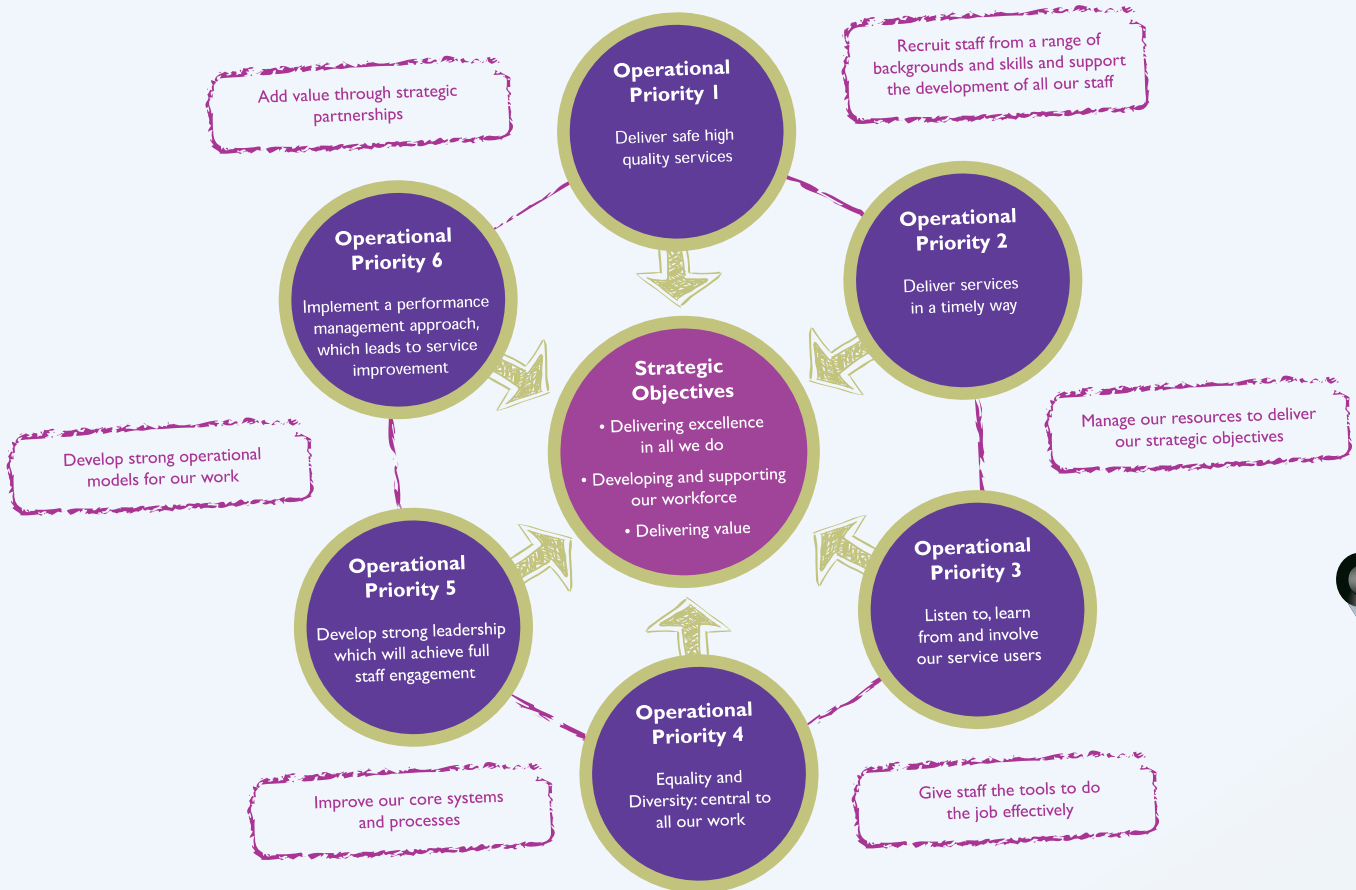 Operational
Priority 1
Deliver safe high
quality services
Recruit staff from a range of
backgrounds and skills and support
the development of all our staff
Add value through strategic
partnerships
Operational
Priority 2
Deliver services
in a timely way
Operational
Priority 6
Implement a performance
management approach,
which leads to service
improvement
Strategic
Objectives
• Delivering excellence
in all we do
• Developing and supporting
our workforce
• Delivering value
Manage our resources to deliver
our strategic objectives
Develop strong operational
models for our work
Operational
Priority 3
Listen to, learn
from and involve
our service users
Operational
Priority 5
Develop strong leadership
which will achieve full
staff engagement
Operational
Priority 4
Equality and
Diversity: central to
all our work
Improve our core systems
and processes
Give staff the tools to do
the job effectively